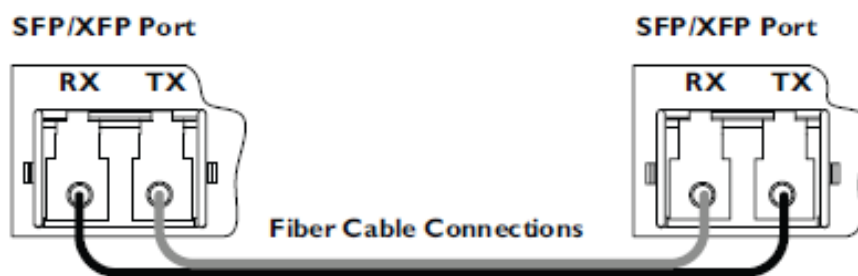 SFP/XFP Port SFP/XFP Port
RX TX RX TX
Fiber Cable Connections